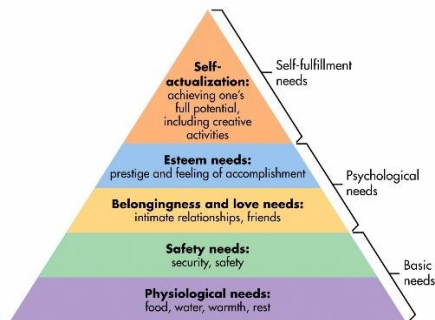 Self-
actualization:
achieving one's
full potential,
including creative
activities
Self-fulfillment
needs
Esteem needs:
prestige and feeling of accomplishment
Psychological
needs
Belongingness and love needs:
intimate relationships, friends
Safety needs:
security, safety
Basic
needs
Physiological needs:
food, water, warmth, rest